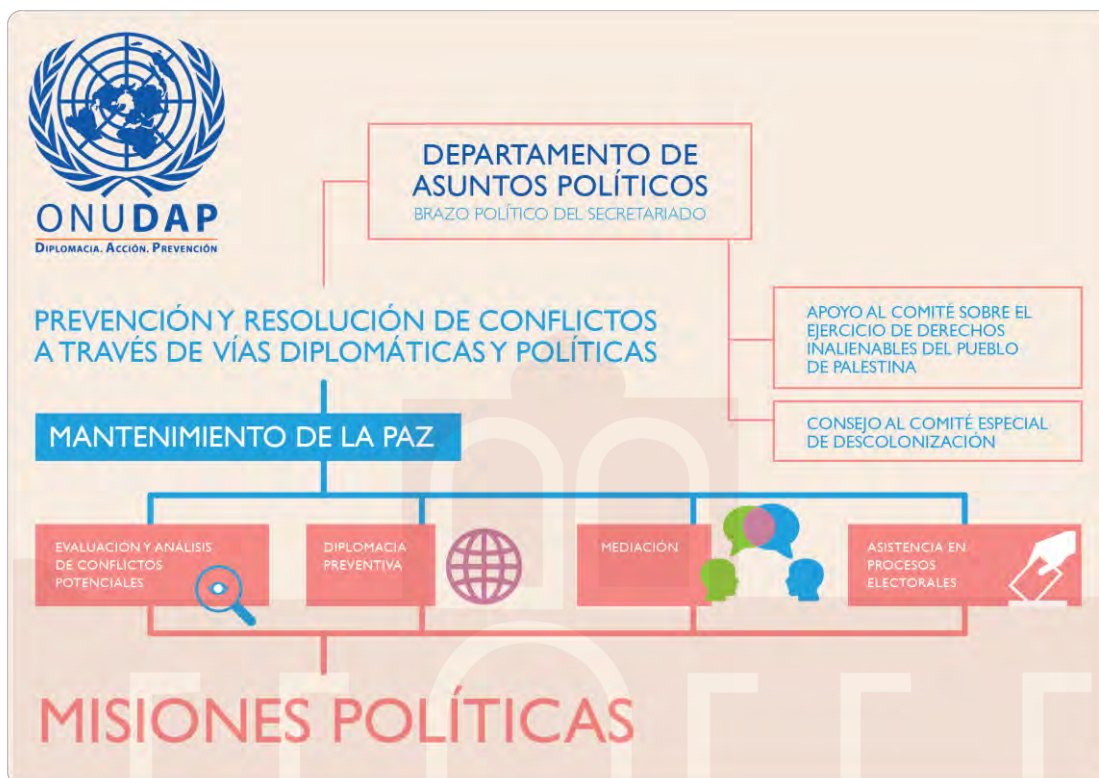 ONUDAP
DIPLOMACIA. ACCIÓN. PREVENCIÓN
DEPARTAMENTO DE
ASUNTOS POLÍTICOS
BRAZO POLÍTICO DEL SECRETARIADO
PREVENCIÓN Y RESOLUCIÓN DE CONFLICTOS
A TRAVÉS DE VÍAS DIPLOMÁTICAS Y POLÍTICAS
APOYO AL COMITÉ SOBRE EL
EJERCICIO DE DERECHOS
INALIENABLES DEL PUEBLO
DE PALESTINA
CONSEJO AL COMITÉ ESPECIAL
DE DESCOLONIZACIÓN
MANTENIMIENTO DE LA PAZ
EVALUACIÓN Y ANÁLISIS
DE CONFLICTOS
POTENCIALES
DIPLOMACIA
PREVENTIVA
MEDIACIÓN
ASISTENCIA EN
PROCESOS
ELECTORALES
MISIONES POLÍTICAS